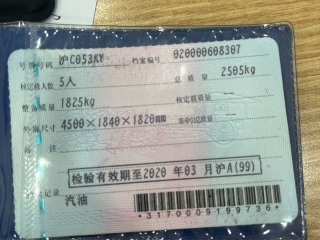 号牌号码 沪C053KY 档案编号 020000608307
核定载人数 5人 总质量 2505kg
整备质量 1825kg 核定载质量 --
外廓尺寸 4500×1840×1820mm 准牵引总质量 --
备注
检验有效期至2020年03月沪A(99)
记录 汽油
*3170009199736*